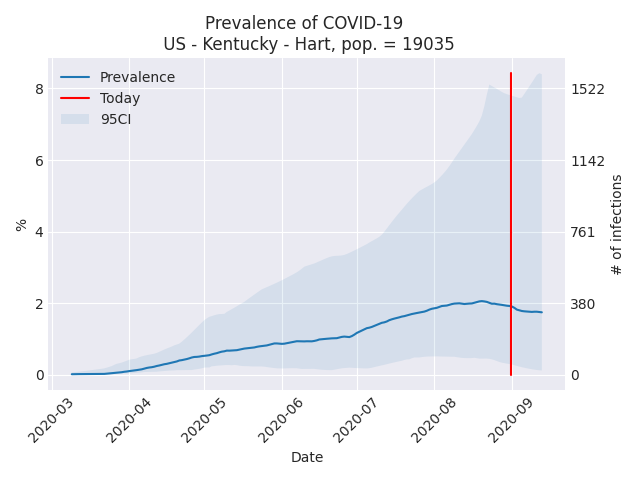 Prevalence of COVID-19
US - Kentucky - Hart, pop. = 19035
Prevalence
Today
95CI
8
6
4
2
0
%
1522
1142
761
380
0
# of infections
2020-03
2020-04
2020-05
2020-06
2020-07
2020-08
2020-09
Date